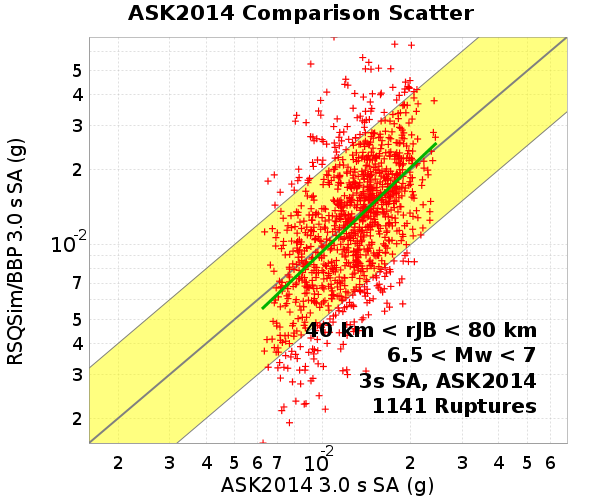 ASK2014 Comparison Scatter
RSQSim/BBP 3.0 s SA (g)
5
4
3
2
10-2
7
5
4
3
2
40 km < rJB < 80 km
6.5 < Mw < 7
3s SA, ASK2014
1141 Ruptures
2 3 4 5 6 7 10-2 2 3 4 5 6
ASK2014 3.0 s SA (g)